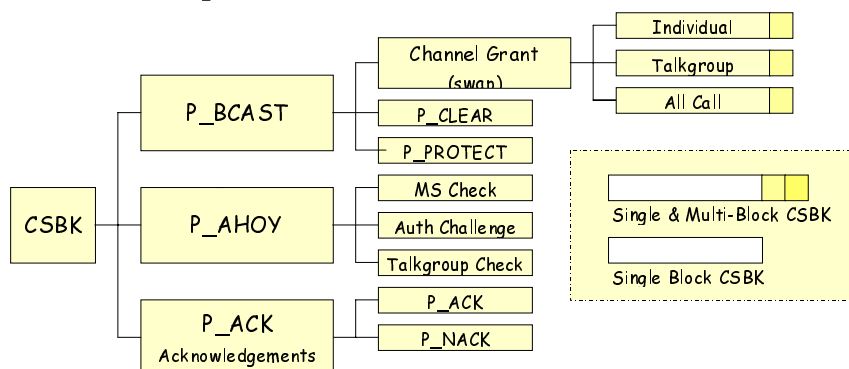 CSBK
P_BCAST
Channel Grant
(swap)
Individual
Talkgroup
All Call
P_CLEAR
P_PROTECT
P_AHOY
MS Check
Auth Challenge
Talkgroup Check
P_ACK
Acknowledgements
P_ACK
P_NACK
Single & Multi-Block CSBK
Single Block CSBK